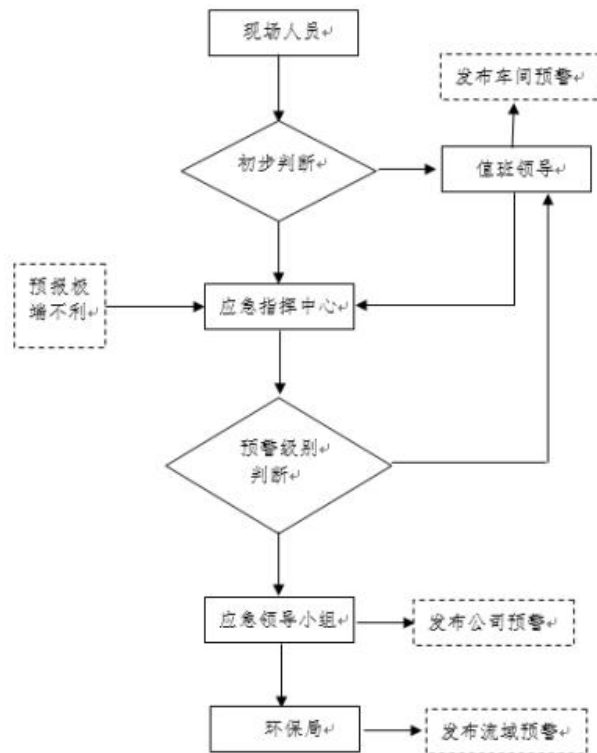 现场人员
发布车间预警
初步判断
值班领导
预报极
端不利
应急指挥中心
预警级别
判断
应急领导小组
发布公司预警
环保局
发布流域预警